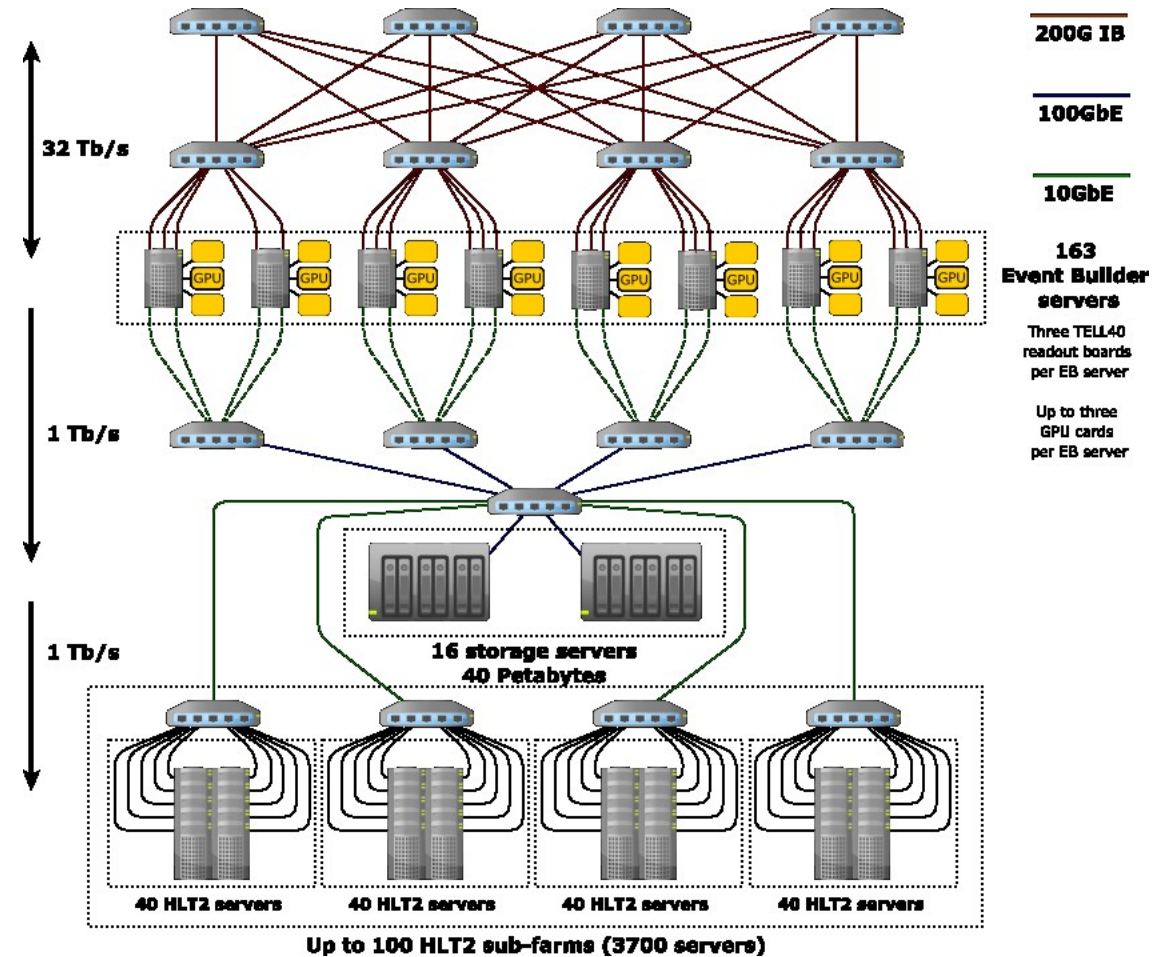 200G IB
100GbE
10GbE
32 Tb/s
GPU GPU GPU GPU GPU GPU GPU GPU
163
Event Builder
servers
Three TELL40
readout boards
per EB server
Up to three
GPU cards
per EB server
1 Tb/s
1 Tb/s
16 storage servers
40 Petabytes
40 HLT2 servers 40 HLT2 servers 40 HLT2 servers 40 HLT2 servers
Up to 100 HLT2 sub-farms (3700 servers)